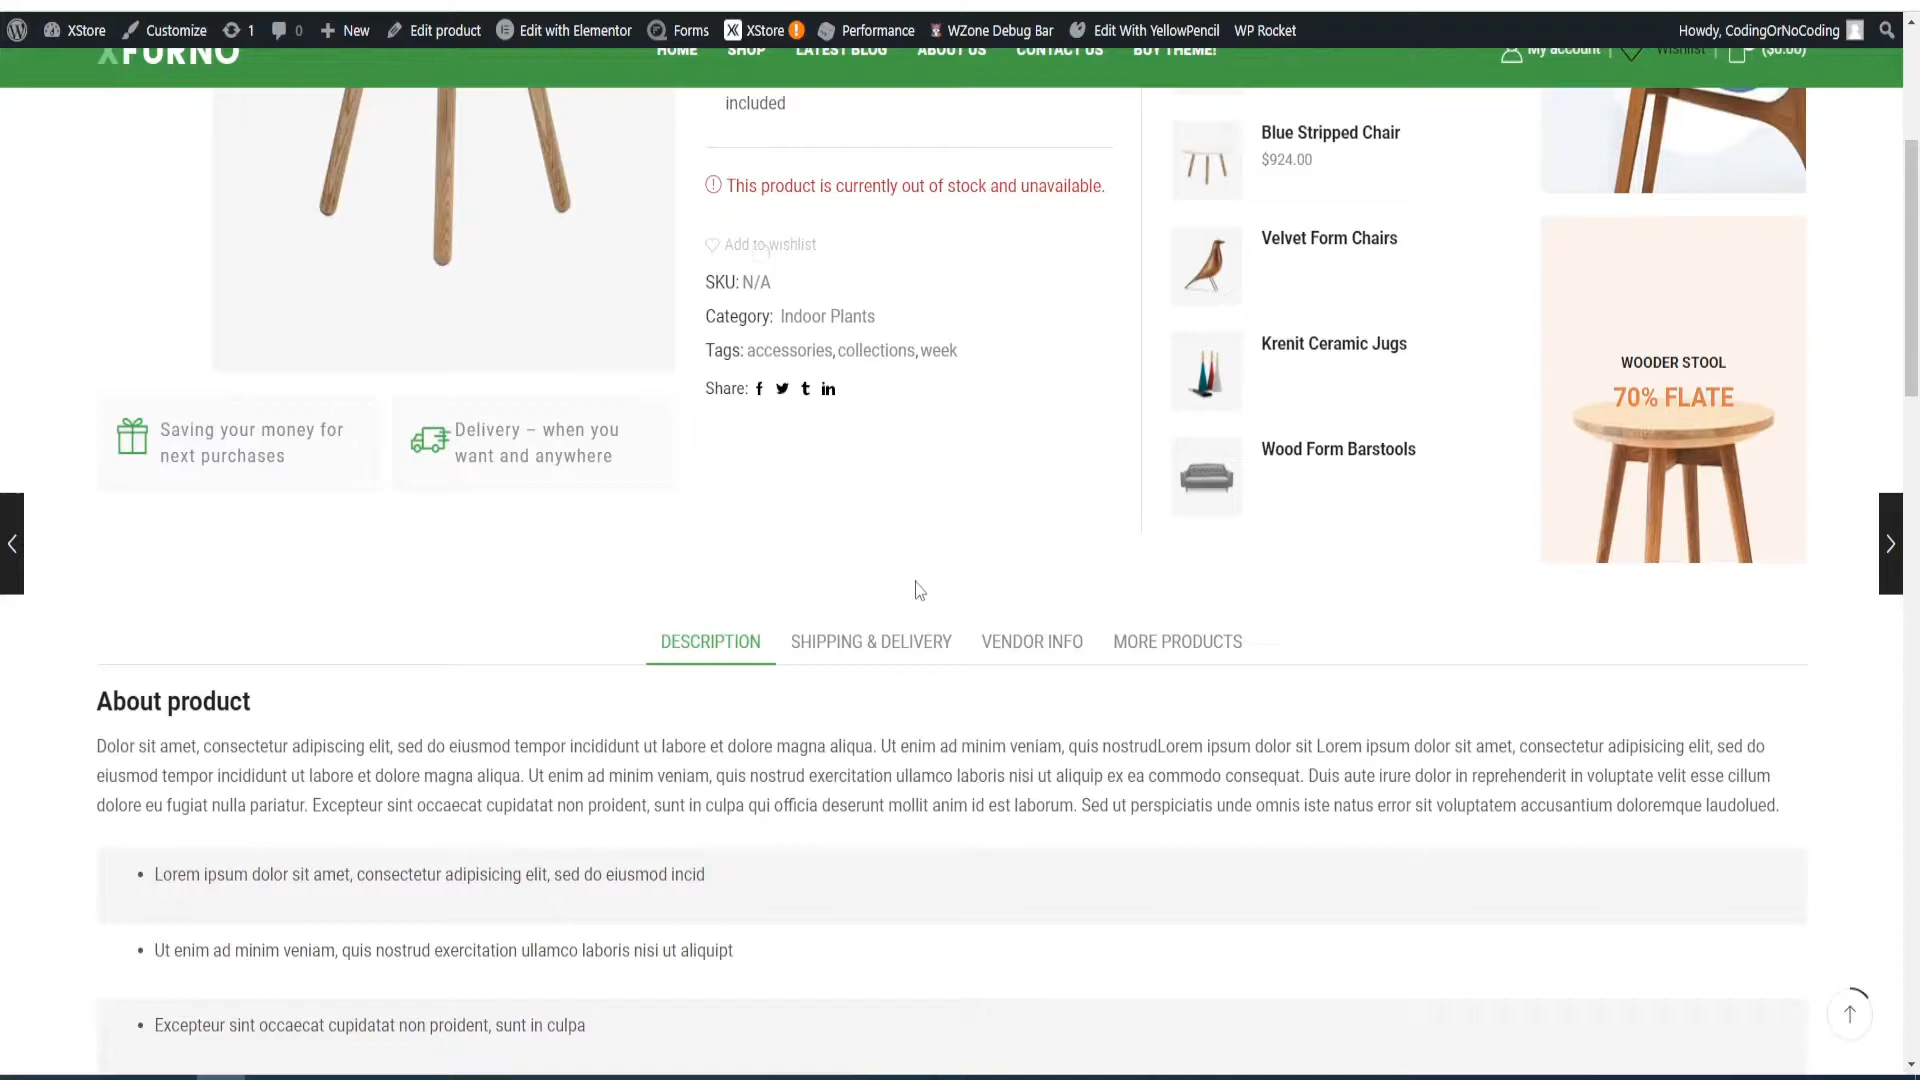 XStore Customize 1 0 New Edit product Edit with Elementor Forms XStore Performance WZone Debug Bar Edit With YellowPencil WP Rocket Howdy, CodingOrNoCoding
XFURNO HOME SHOP LATEST BLOG ABOUT US CONTACT US BUY THEME! My account | Wishlist | ($0.00)
included
This product is currently out of stock and unavailable.
Add to wishlist
SKU: N/A
Category: Indoor Plants
Tags: accessories, collections, week
Share:
Saving your money for
next purchases
Delivery – when you
want and anywhere
Blue Stripped Chair
$924.00
Velvet Form Chairs
Krenit Ceramic Jugs
Wood Form Barstools
WOODER STOOL
70% FLATE
DESCRIPTION SHIPPING & DELIVERY VENDOR INFO MORE PRODUCTS
About product
Dolor sit amet, consectetur adipiscing elit, sed do eiusmod tempor incididunt ut labore et dolore magna aliqua. Ut enim ad minim veniam, quis nostrudLorem ipsum dolor sit Lorem ipsum dolor sit amet, consectetur adipisicing elit, sed do
eiusmod tempor incididunt ut labore et dolore magna aliqua. Ut enim ad minim veniam, quis nostrud exercitation ullamco laboris nisi ut aliquip ex ea commodo consequat. Duis aute irure dolor in reprehenderit in voluptate velit esse cillum
dolore eu fugiat nulla pariatur. Excepteur sint occaecat cupidatat non proident, sunt in culpa qui officia deserunt mollit anim id est laborum. Sed ut perspiciatis unde omnis iste natus error sit voluptatem accusantium doloremque laudolued.
• Lorem ipsum dolor sit amet, consectetur adipisicing elit, sed do eiusmod incid
• Ut enim ad minim veniam, quis nostrud exercitation ullamco laboris nisi ut aliquipt
• Excepteur sint occaecat cupidatat non proident, sunt in culpa